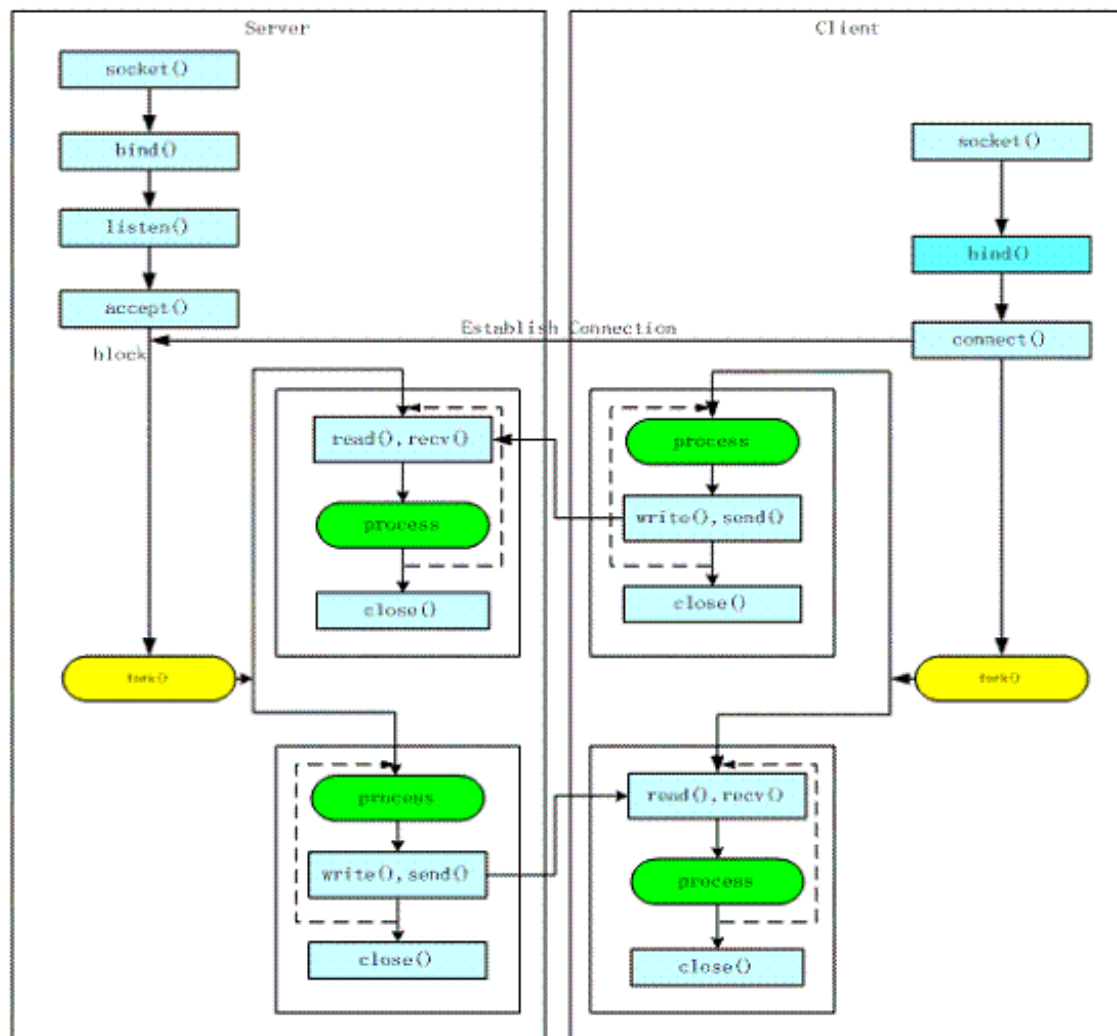 Server
socket()
bind()
listen()
accept()
block
Establish Connection
read(),recv()
process
close()
fork()
process
write(),send()
close()
Client
socket()
bind()
connect()
process
write(),send()
close()
fork()
read(),recv()
process
close()